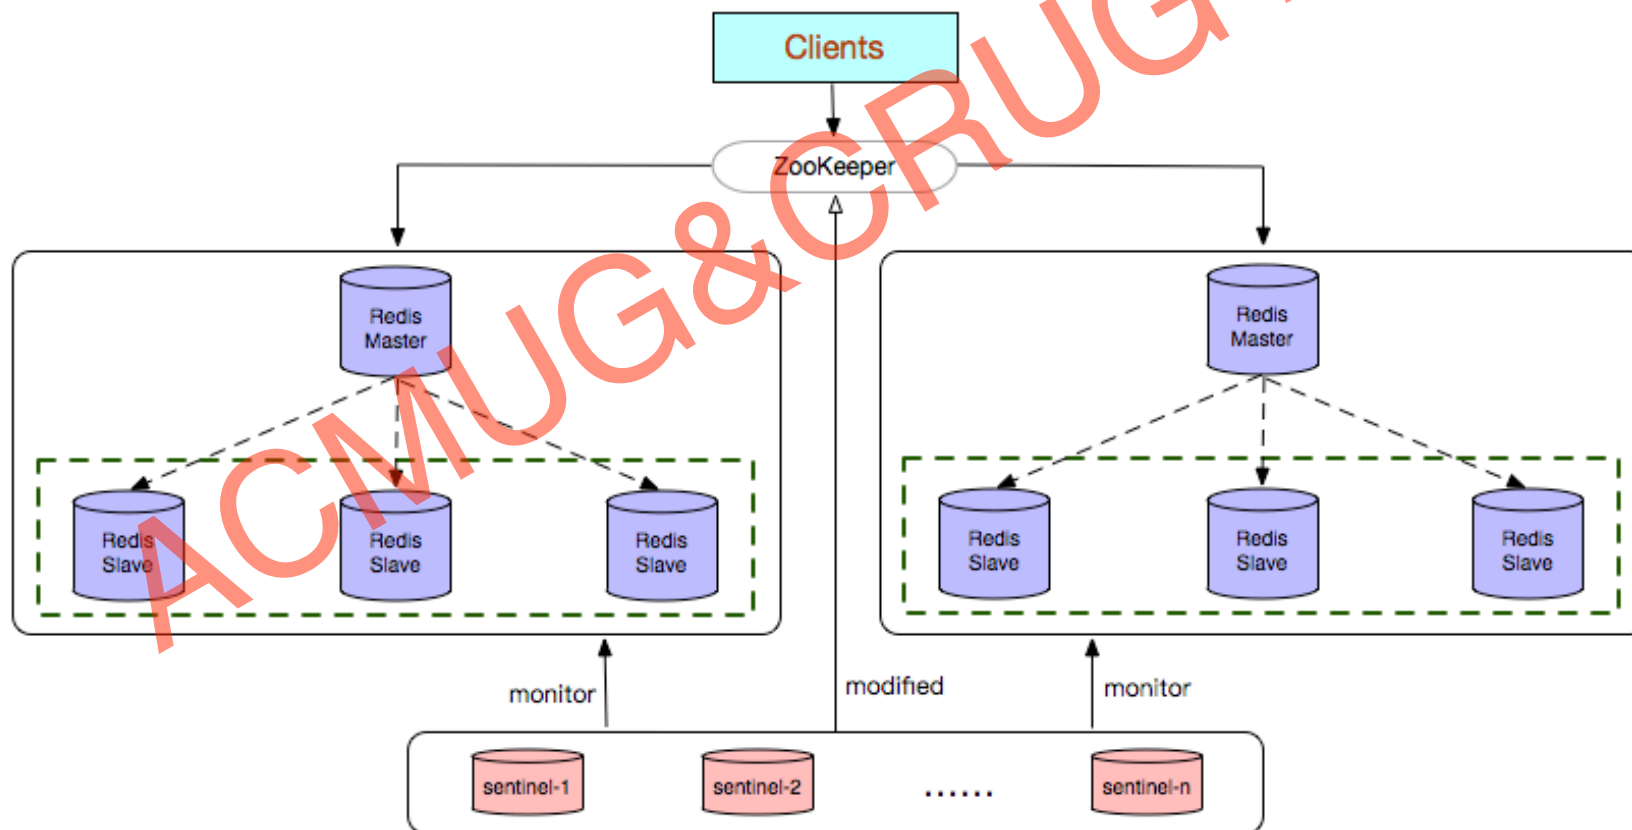 Clients
ZooKeeper
Redis
Master
Redis
Master
Redis
Slave
Redis
Slave
Redis
Slave
Redis
Slave
Redis
Slave
Redis
Slave
monitor
modified
monitor
sentinel-1
sentinel-2
......
sentinel-n
ACMUG&CRUG